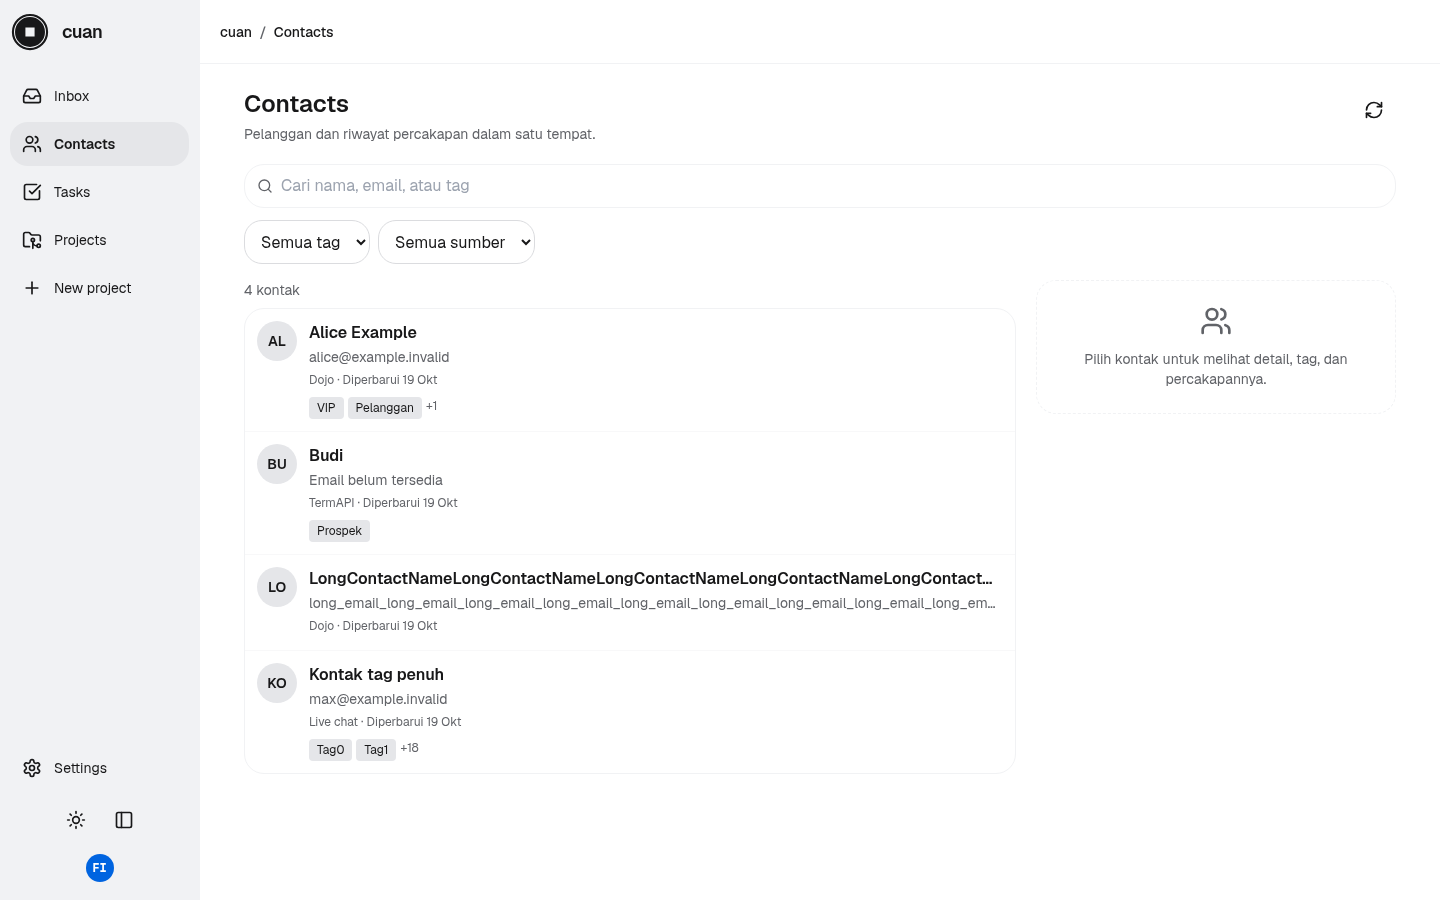 cuan
Inbox
Contacts
Tasks
Projects
New project
Settings
FI
cuan / Contacts
Contacts
Pelanggan dan riwayat percakapan dalam satu tempat.
Cari nama, email, atau tag
Semua tag
Semua sumber
4 kontak
AL
Alice Example
alice@example.invalid
Dojo · Diperbarui 19 Okt
VIP Pelanggan +1
BU
Budi
Email belum tersedia
TermAPI · Diperbarui 19 Okt
Prospek
LO
LongContactNameLongContactNameLongContactNameLongContactNameLongContact...
long_email_long_email_long_email_long_email_long_email_long_email_long_email_long_email_long_em...
Dojo · Diperbarui 19 Okt
KO
Kontak tag penuh
max@example.invalid
Live chat · Diperbarui 19 Okt
Tag0 Tag1 +18
Pilih kontak untuk melihat detail, tag, dan
percakapannya.